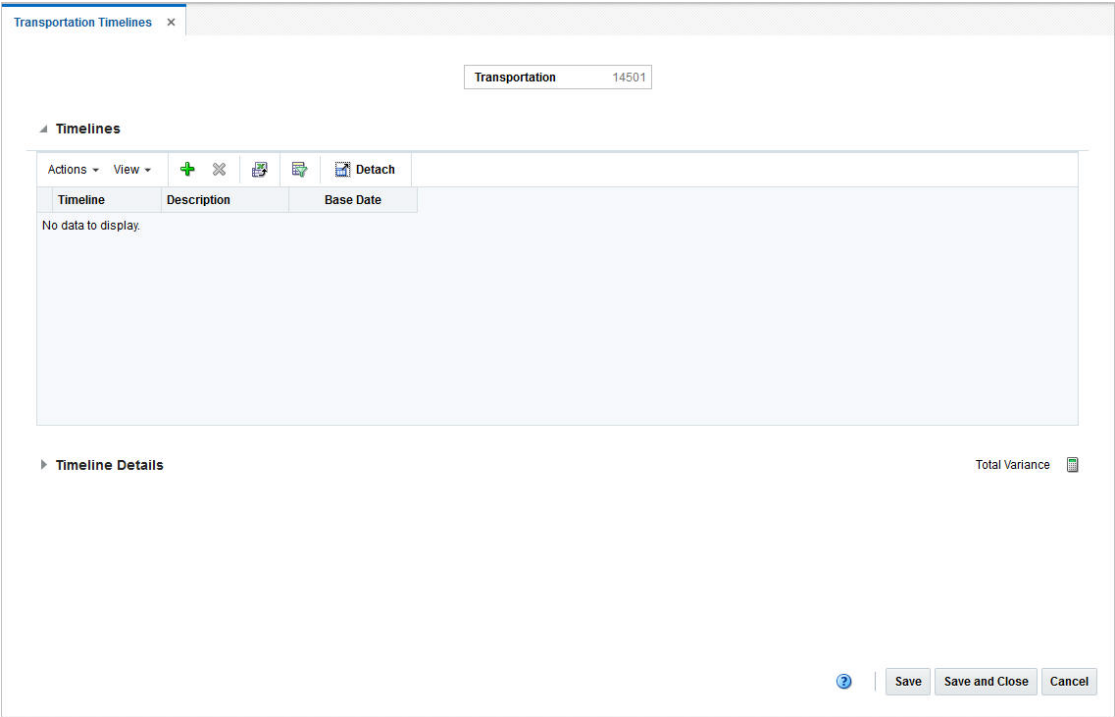 Transportation Timelines ×
Transportation 14501
Timelines
Actions View Detach
Timeline Description Base Date
No data to display.
Timeline Details Total Variance
? Save Save and Close Cancel